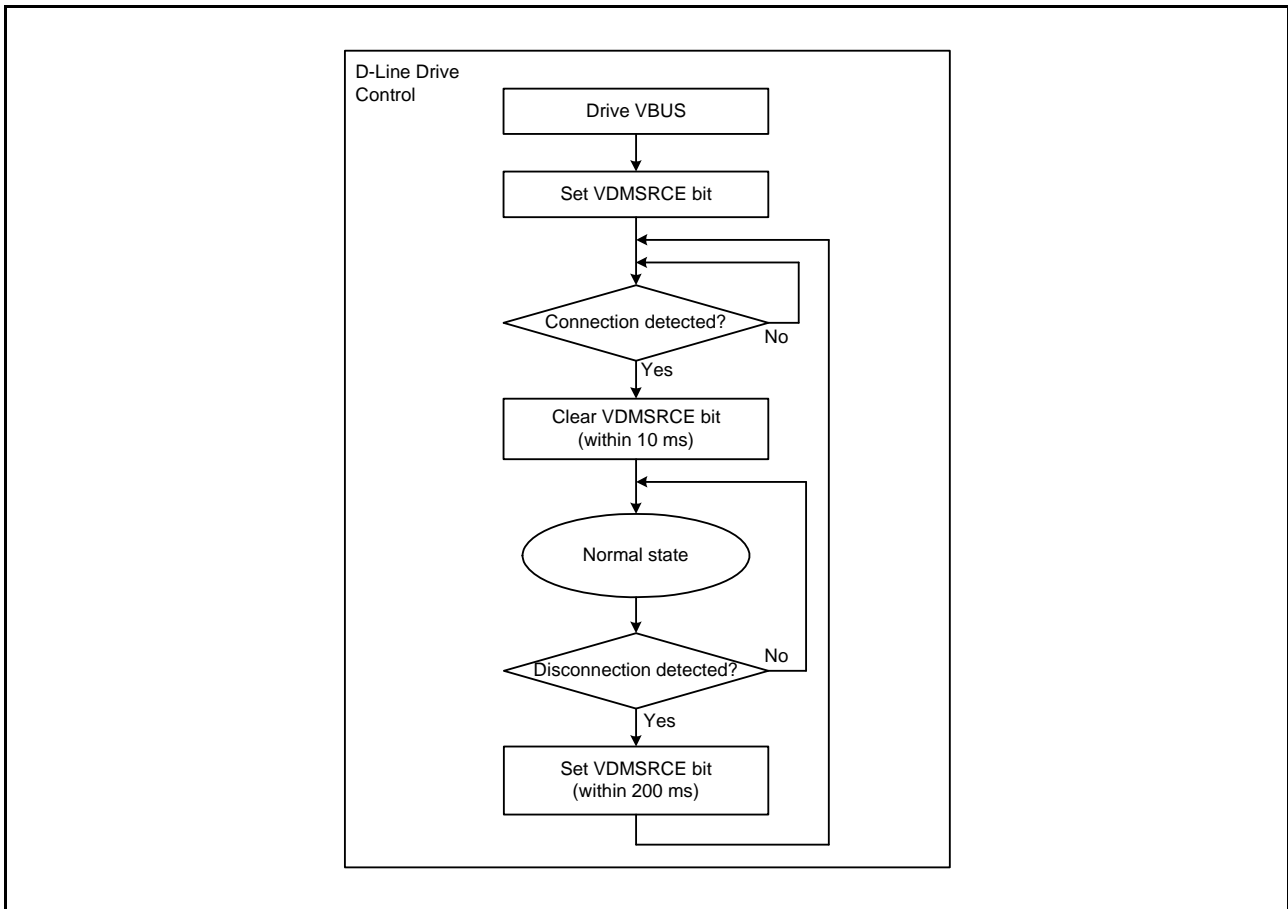 D-Line Drive
Control
Drive VBUS
Set VDMSRCE bit
Connection detected?
No
Yes
Clear VDMSRCE bit
(within 10 ms)
Normal state
Disconnection detected?
No
Yes
Set VDMSRCE bit
(within 200 ms)